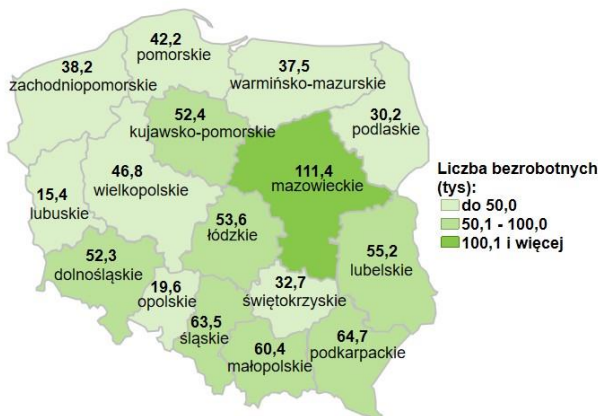 42,2
pomorskie
38,2
zachodniopomorskie
37,5
warmińsko-mazurskie
30,2
podlaskie
52,4
kujawsko-pomorskie
111,4
mazowieckie
46,8
wielkopolskie
15,4
lubuskie
53,6
łódzkie
52,3
dolnośląskie
55,2
lubelskie
19,6
opolskie
32,7
świętokrzyskie
63,5
śląskie
60,4
małopolskie
64,7
podkarpackie
Liczba bezrobotnych
(tys):
do 50,0
50,1 - 100,0
100,1 i więcej